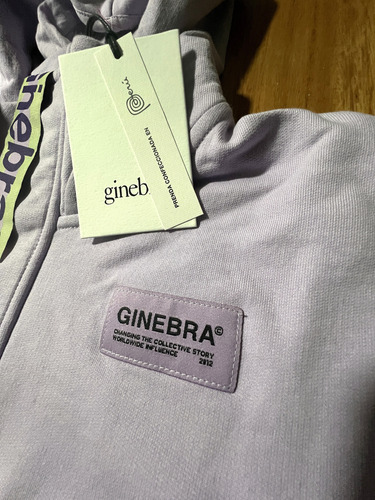 ginebra
Perú
PRENDA CONFECCIONADA EN
gineb
GINEBRA©
CHANGING THE COLLECTIVE STORY
WORLDWIDE INFLUENCE
2012